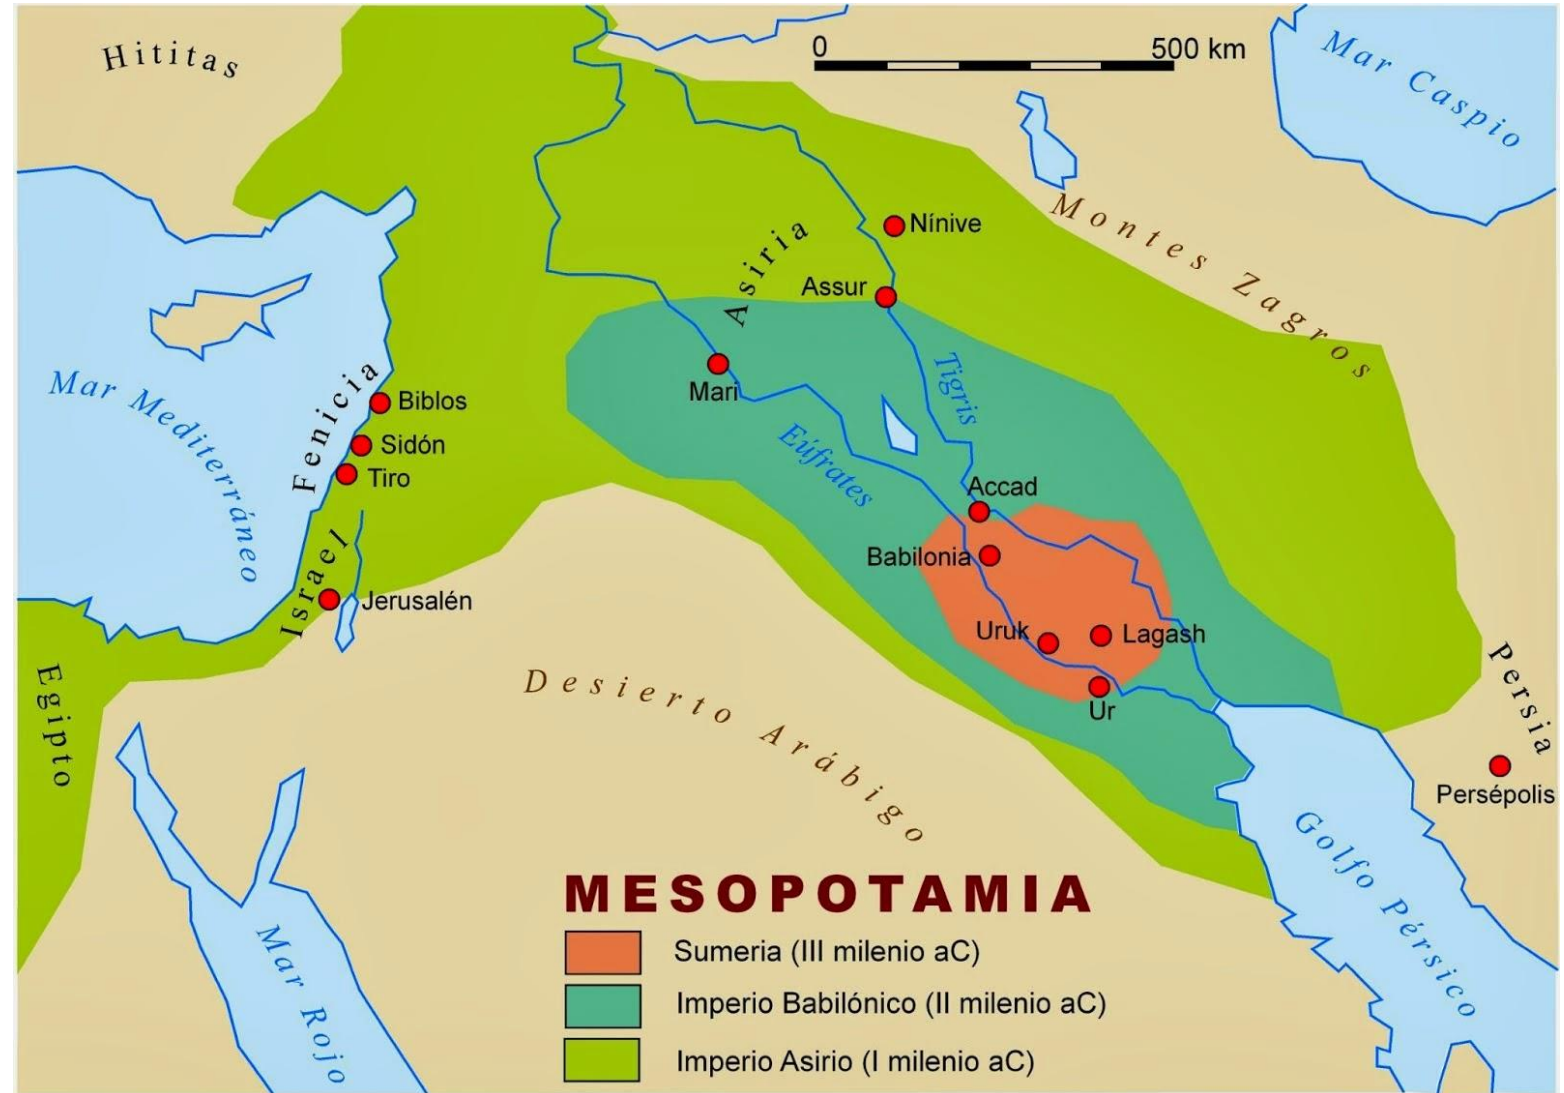 Hititas
0
500 km
Mar Caspio
Montes Zagros
Nínive
Asiria
Assur
Mari
Tigris
Eúfrates
Mar Mediterráneo
Fenicia
Biblos
Sidón
Tiro
Israel
Jerusalén
Accad
Babilonia
Uruk
Lagash
Ur
Egipto
Desierto Arábigo
Persia
Persépolis
Golfo Pérsico
Mar Rojo
MESOPOTAMIA
Sumeria (III milenio aC)
Imperio Babilónico (II milenio aC)
Imperio Asirio (I milenio aC)